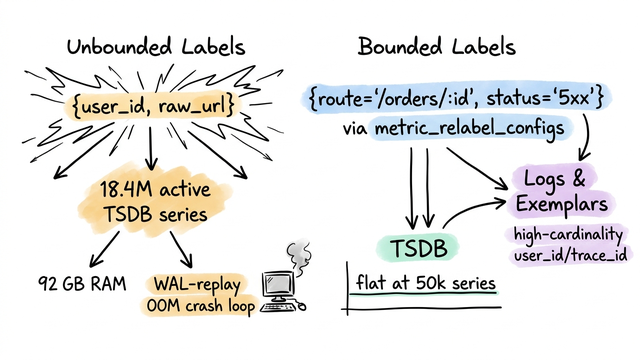 Unbounded Labels
{user_id, raw_url}
18.4M active
TSDB series
92 GB RAM
WAL-replay
OOM crash loop
Bounded Labels
{route='/orders/:id', status='5xx'}
via metric_relabel_configs
Logs &
Exemplars
high-cardinality
user_id/trace_id
TSDB
flat at 50k series